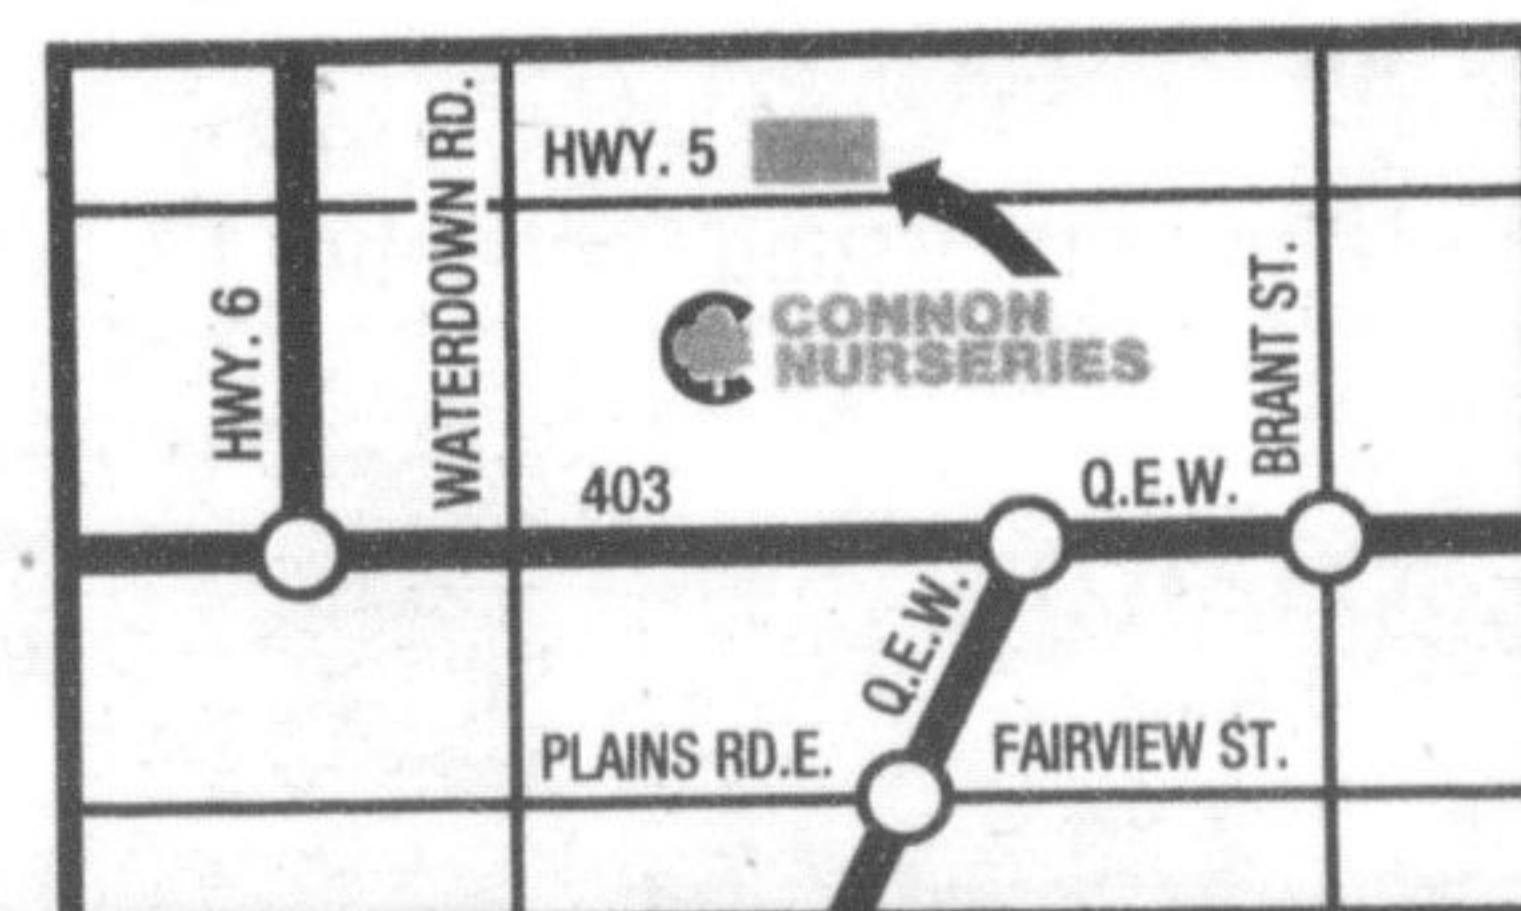 WATERDOWN RD.
HWY. 5
HWY. 6
CONNON
NURSERIES
BRANT ST.
403
Q.E.W.
Q.E.W.
PLAINS RD.E.
FAIRVIEW ST.